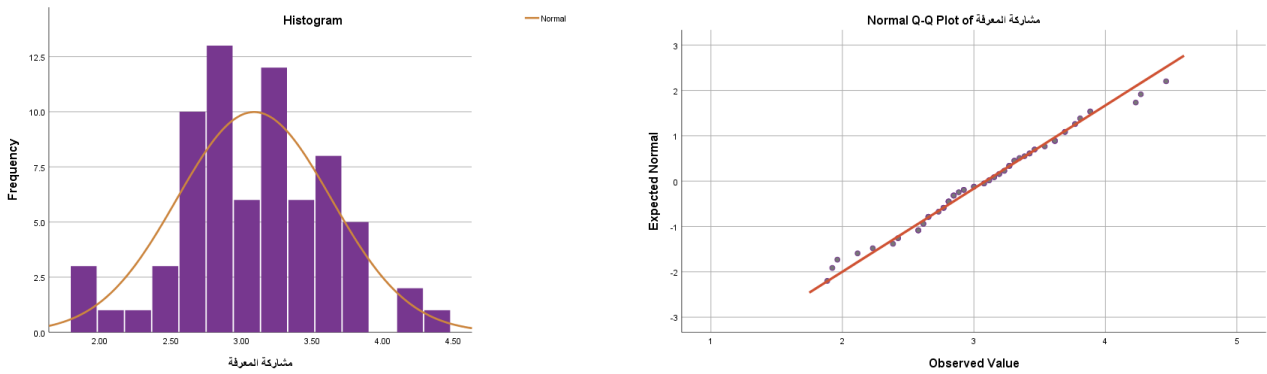 Histogram
Normal
12.5
10.0
7.5
5.0
2.5
0.0
Frequency
2.00 2.50 3.00 3.50 4.00 4.50
مشاركة المعرفة
Normal Q-Q Plot of مشاركة المعرفة
3
2
1
0
-1
-2
-3
Expected Normal
1 2 3 4 5
Observed Value